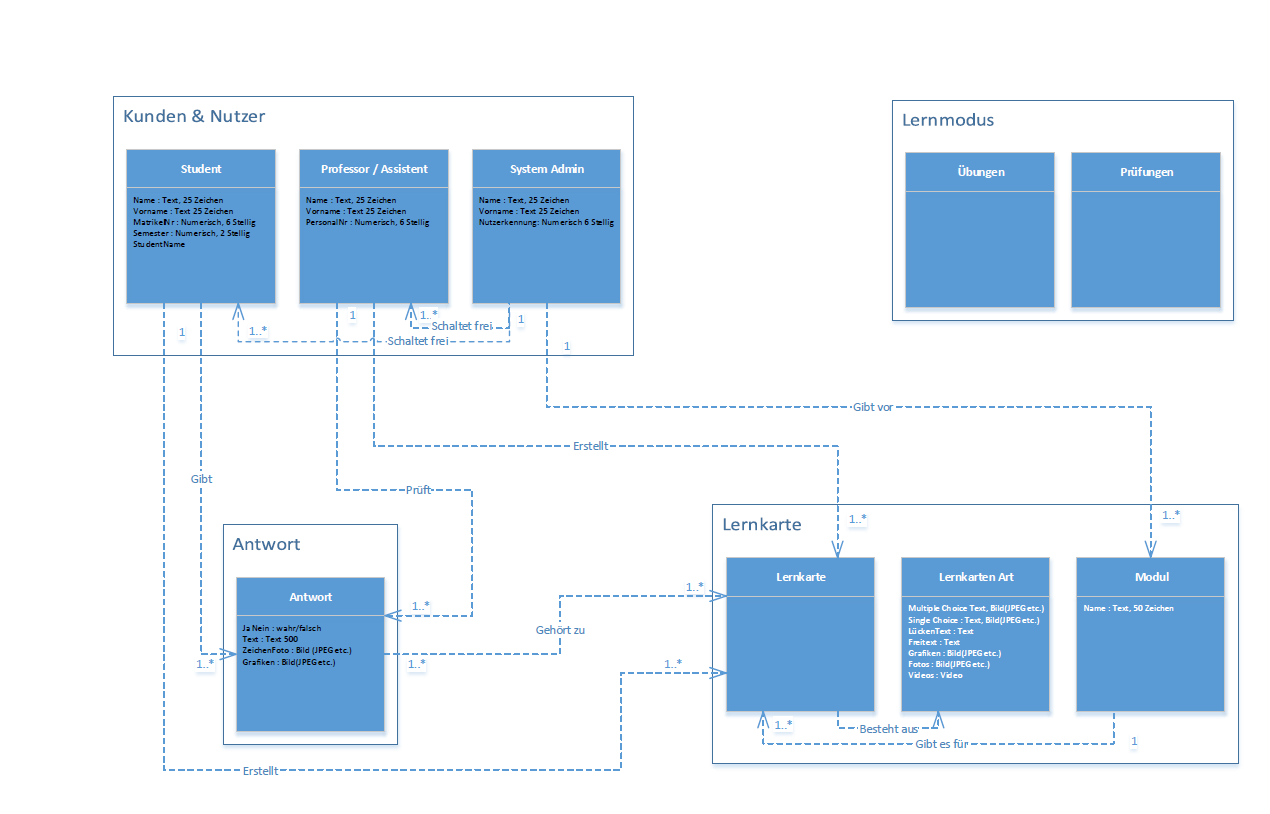 Kunden & Nutzer
Student
Name : Text, 25 Zeichen
Vorname : Text 25 Zeichen
MatrikelNr : Numerisch, 6 Stellig
Semester : Numerisch, 2 Stellig
StudentName
Professor / Assistent
Name : Text, 25 Zeichen
Vorname : Text 25 Zeichen
PersonalNr : Numerisch, 6 Stellig
System Admin
Name : Text, 25 Zeichen
Vorname : Text 25 Zeichen
Nutzerkennung: Numerisch 6 Stellig
Lernmodus
Übungen
Prüfungen
1
1..*
1
1..*
Schaltet frei
1
Schaltet frei
1
Gibt vor
Erstellt
Gibt
Prüft
1..*
1..*
Antwort
Antwort
Ja Nein : wahr/falsch
Text : Text 500
ZeichenFoto : Bild (JPEG etc.)
Grafiken : Bild(JPEG etc.)
1..*
1..*
1..*
Gehört zu
1..*
1..*
Lernkarte
Lernkarte
Lernkarten Art
Multiple Choice Text, Bild(JPEG etc.)
Single Choice : Text, Bild(JPEG etc.)
LückenText : Text
Freitext : Text
Grafiken : Bild(JPEG etc.)
Fotos : Bild(JPEG etc.)
Videos : Video
Modul
Name : Text, 50 Zeichen
1..*
Besteht aus
Gibt es für
1
Erstellt